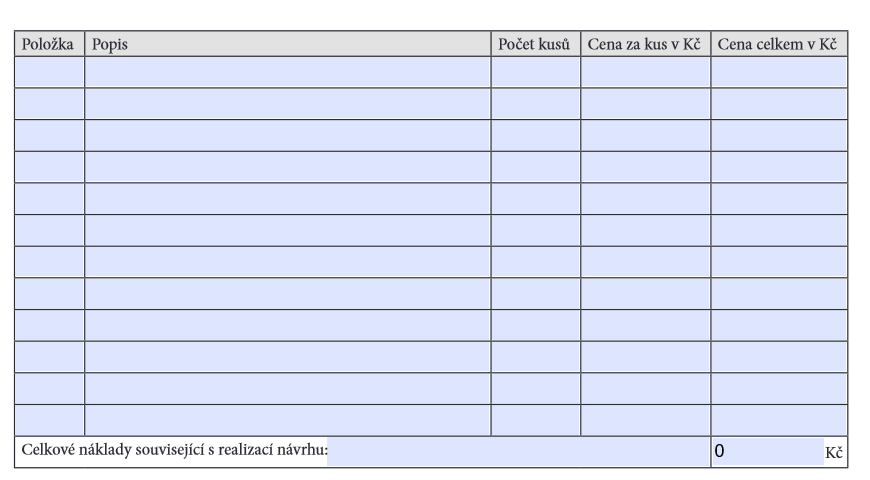 Položka Popis Počet kusů Cena za kus v Kč Cena celkem v Kč
Celkové náklady související s realizací návrhu: 0 Kč